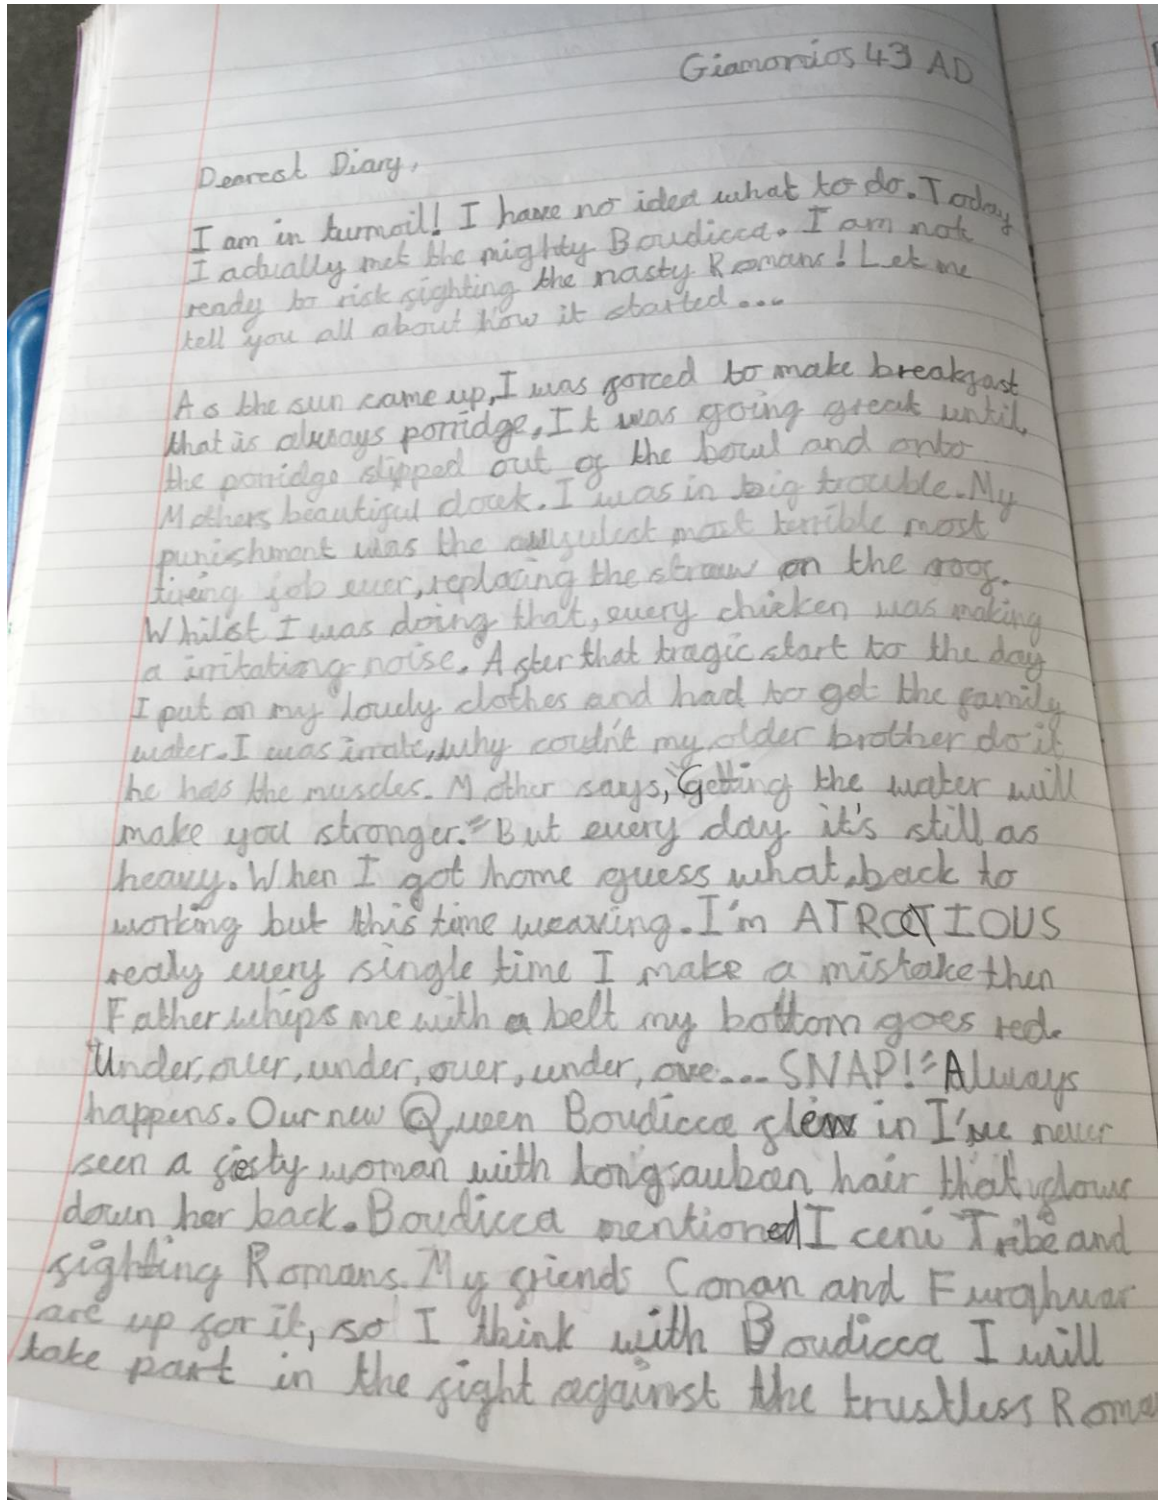 Giamonios 43 AD
Dearest Diary,
I am in turmoil! I have no idea what to do. Today
I actually met the mighty Boudicca. I am not
ready to risk fighting the nasty Romans! Let me
tell you all about how it started...
As the sun came up, I was forced to make breakfast
that is always porridge, It was going great until
the porridge slipped out of the bowl and onto
Mothers beautiful cloak. I was in big trouble. My
punishment was the most terrible most
tiring job ever, replacing the straw on the roof.
Whilst I was doing that, every chicken was making
a irritating noise. After that tragic start to the day
I put on my lovely clothes and had to get the family
water. I was irrate, why couldn't my older brother do it
he has the muscles. Mother says, "Getting the water will
make you stronger." But every day it's still as
heavy. When I got home guess what, back to
working but this time weaving. I'm ATROCIOUS
realy every single time I make a mistake then
Father whips me with a belt my bottom goes red.
"Under, over, under, over, under, ove... SNAP!" Always
happens. Our new Queen Boudicca flew in I've never
seen a fiesty woman with long auban hair that flows
down her back. Boudicca mentioned Iceni Tribe and
fighting Romans. My friends Conan and Furghuar
are up for it, so I think with Boudicca I will
take part in the fight against the trustless Roma